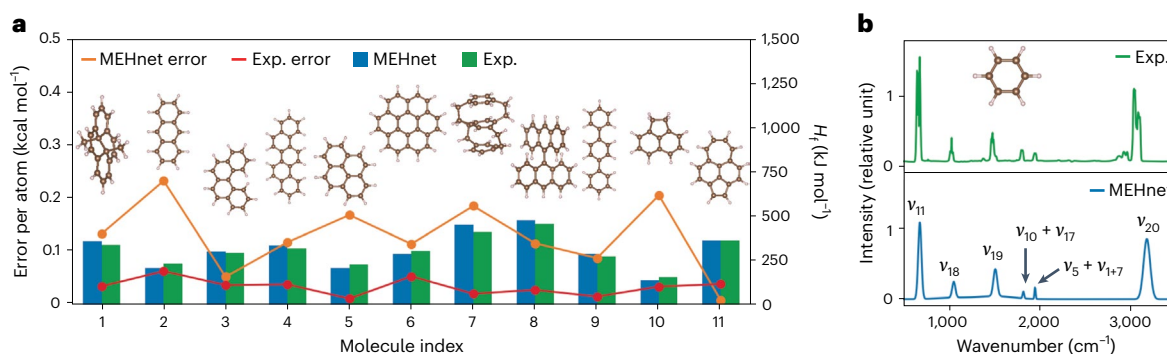 a
MEHnet error
Exp. error
MEHnet
Exp.
Error per atom (kcal mol⁻¹)
0.5
0.4
0.3
0.2
0.1
0
1,500
1,250
1,000
750
500
250
0
H_f (kJ mol⁻¹)
1 2 3 4 5 6 7 8 9 10 11
Molecule index
b
Exp.
MEHnet
Intensity (relative unit)
1
0
1
0
ν₁₁
ν₁₈
ν₁₉
ν₁₀ + ν₁₇
ν₅ + ν₁₊₇
ν₂₀
1,000 2,000 3,000
Wavenumber (cm⁻¹)